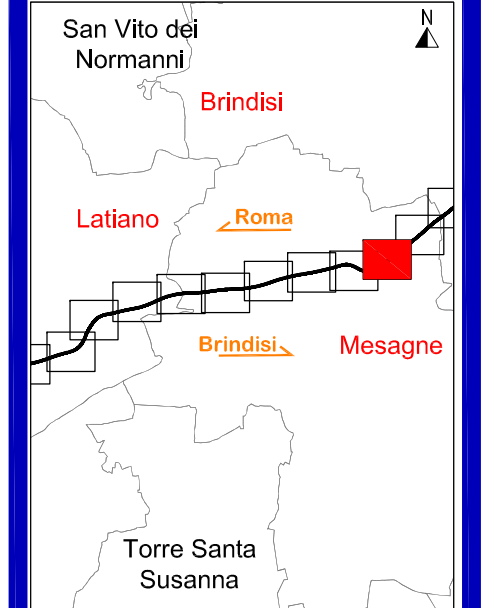 N
San Vito dei
Normanni
Brindisi
Latiano
Roma
Brindisi
Mesagne
Torre Santa
Susanna